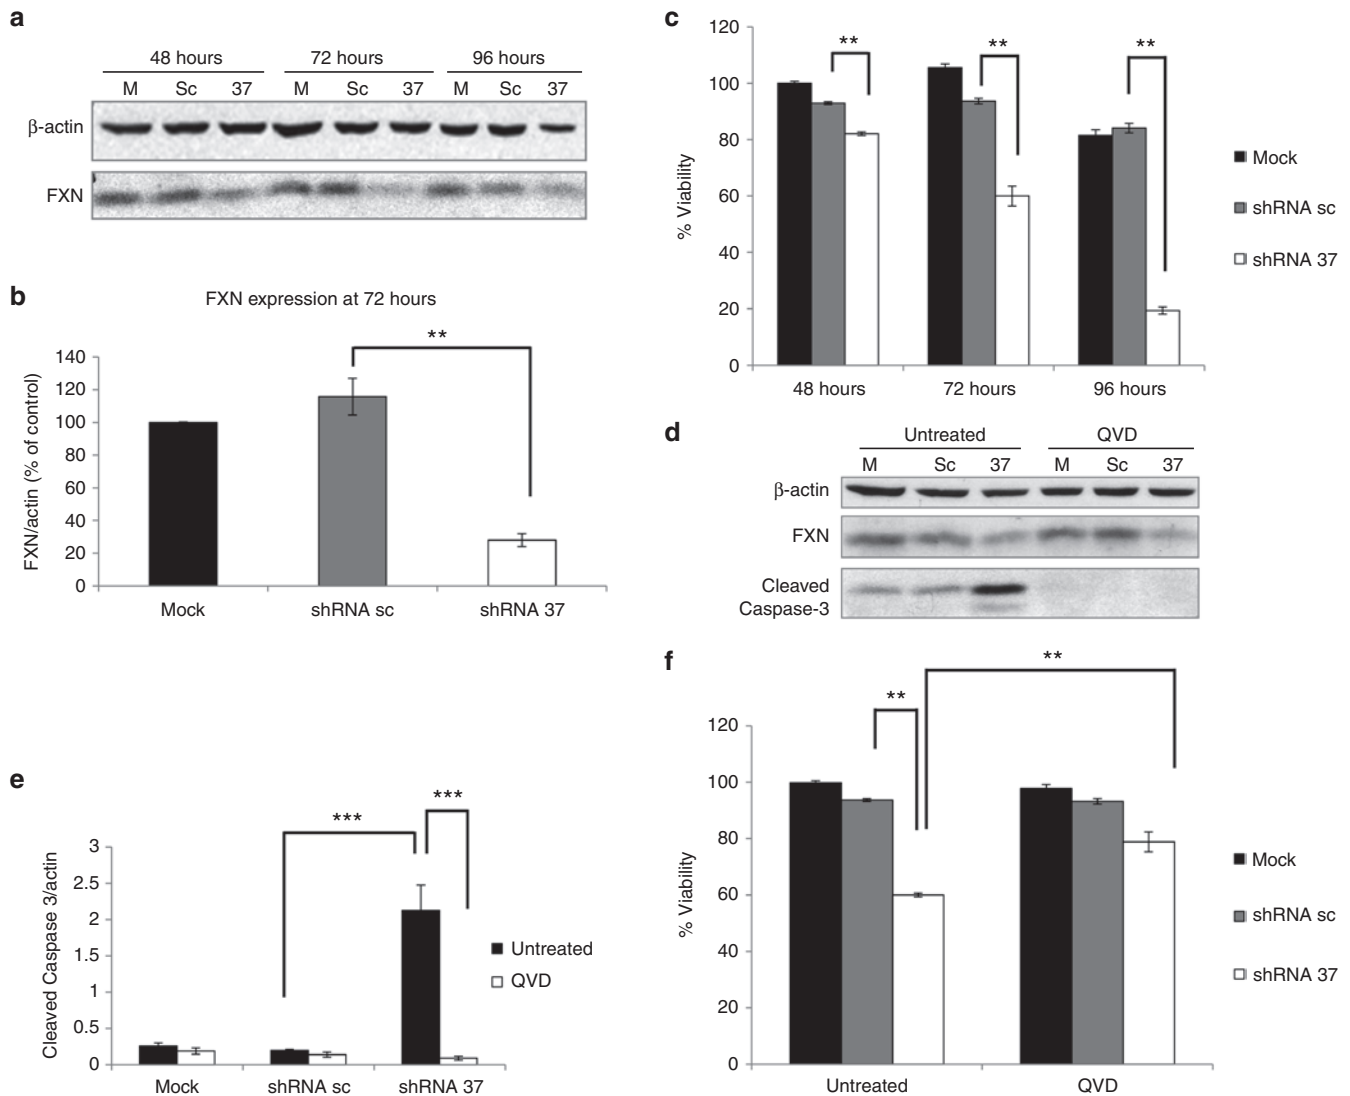 a
48 hours 72 hours 96 hours
M Sc 37 M Sc 37 M Sc 37
β-actin
FXN
b
FXN expression at 72 hours
**
FXN/actin (% of control)
140
120
100
80
60
40
20
0
Mock shRNA sc shRNA 37
c
% Viability
120
100
80
60
40
20
0
** ** **
48 hours 72 hours 96 hours
Mock
shRNA sc
shRNA 37
d
Untreated QVD
M Sc 37 M Sc 37
β-actin
FXN
Cleaved
Caspase-3
e
Cleaved Caspase 3/actin
3
2.5
2
1.5
1
0.5
0
*** ***
Mock shRNA sc shRNA 37
Untreated
QVD
f
% Viability
120
100
80
60
40
20
0
** **
Untreated QVD
Mock
shRNA sc
shRNA 37